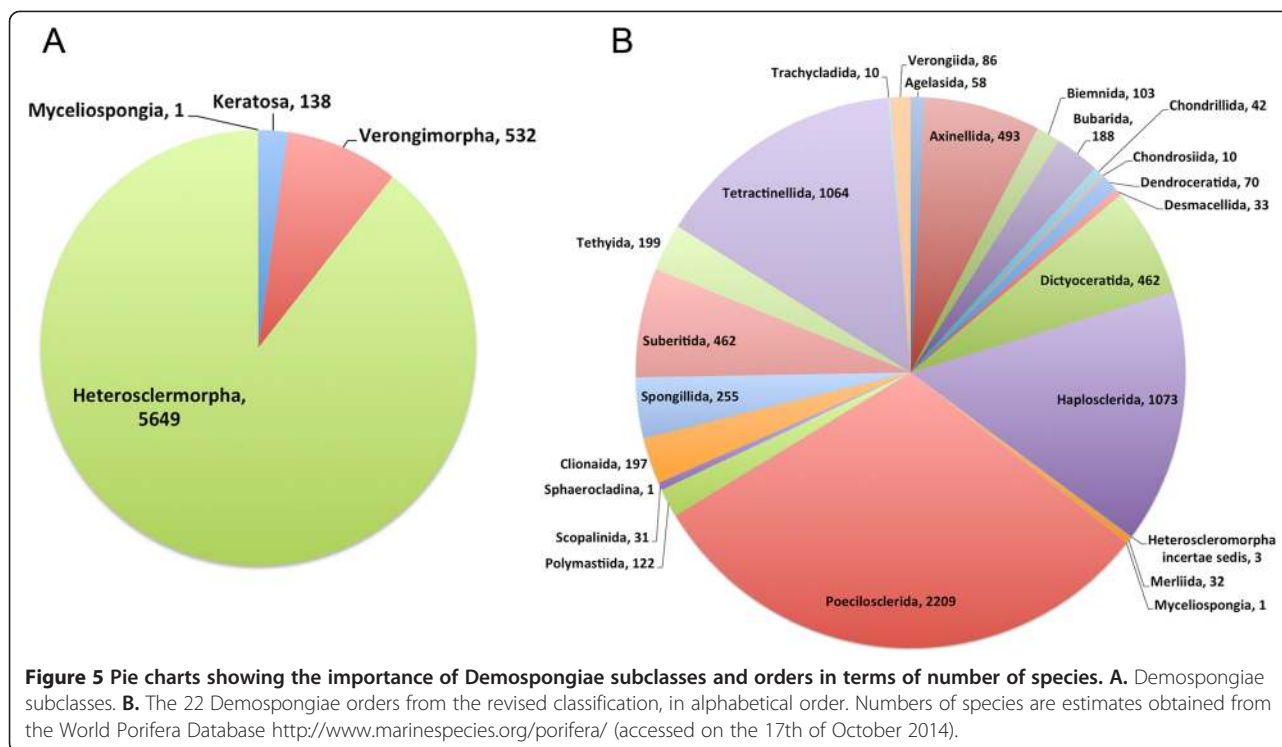 A
Myceliospongia, 1
Keratosa, 138
Verongimorpha, 532
Heterosclermorpha,
5649
B
Trachycladida, 10
Verongiida, 86
Agelasida, 58
Axinellida, 493
Biemnida, 103
Bubarida,
188
Chondrillida, 42
Chondrosiida, 10
Dendroceratida, 70
Desmacellida, 33
Dictyoceratida, 462
Haplosclerida, 1073
Heteroscleromorpha
incertae sedis, 3
Merliida, 32
Myceliospongia, 1
Poecilosclerida, 2209
Polymastiida, 122
Scopalinida, 31
Sphaerocladina, 1
Clionaida, 197
Spongillida, 255
Suberitida, 462
Tethyida, 199
Tetractinellida, 1064
Figure 5 Pie charts showing the importance of Demospongiae subclasses and orders in terms of number of species. A. Demospongiae
subclasses. B. The 22 Demospongiae orders from the revised classification, in alphabetical order. Numbers of species are estimates obtained from
the World Porifera Database http://www.marinespecies.org/porifera/ (accessed on the 17th of October 2014).